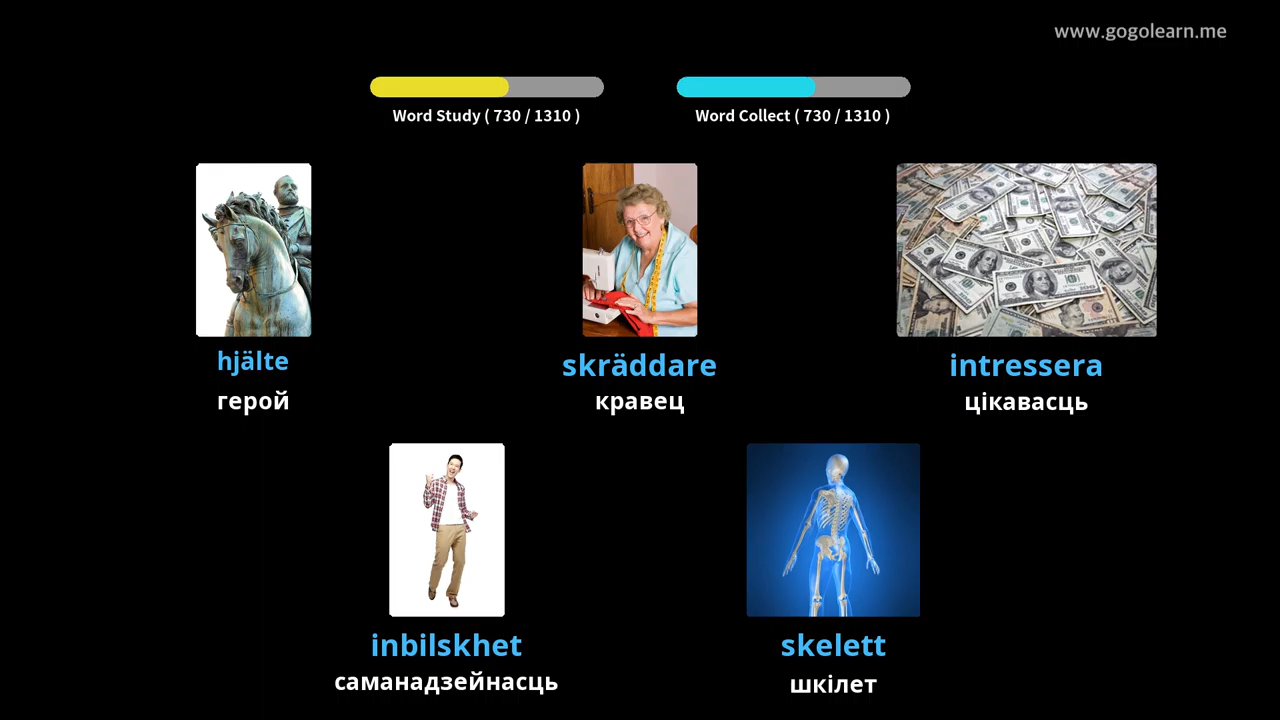 www.gogolearn.me
Word Study ( 730 / 1310 )
Word Collect ( 730 / 1310 )
hjälte
герой
skräddare
кравец
intressera
цікавасць
inbilskhet
саманадзейнасць
skelett
шкілет